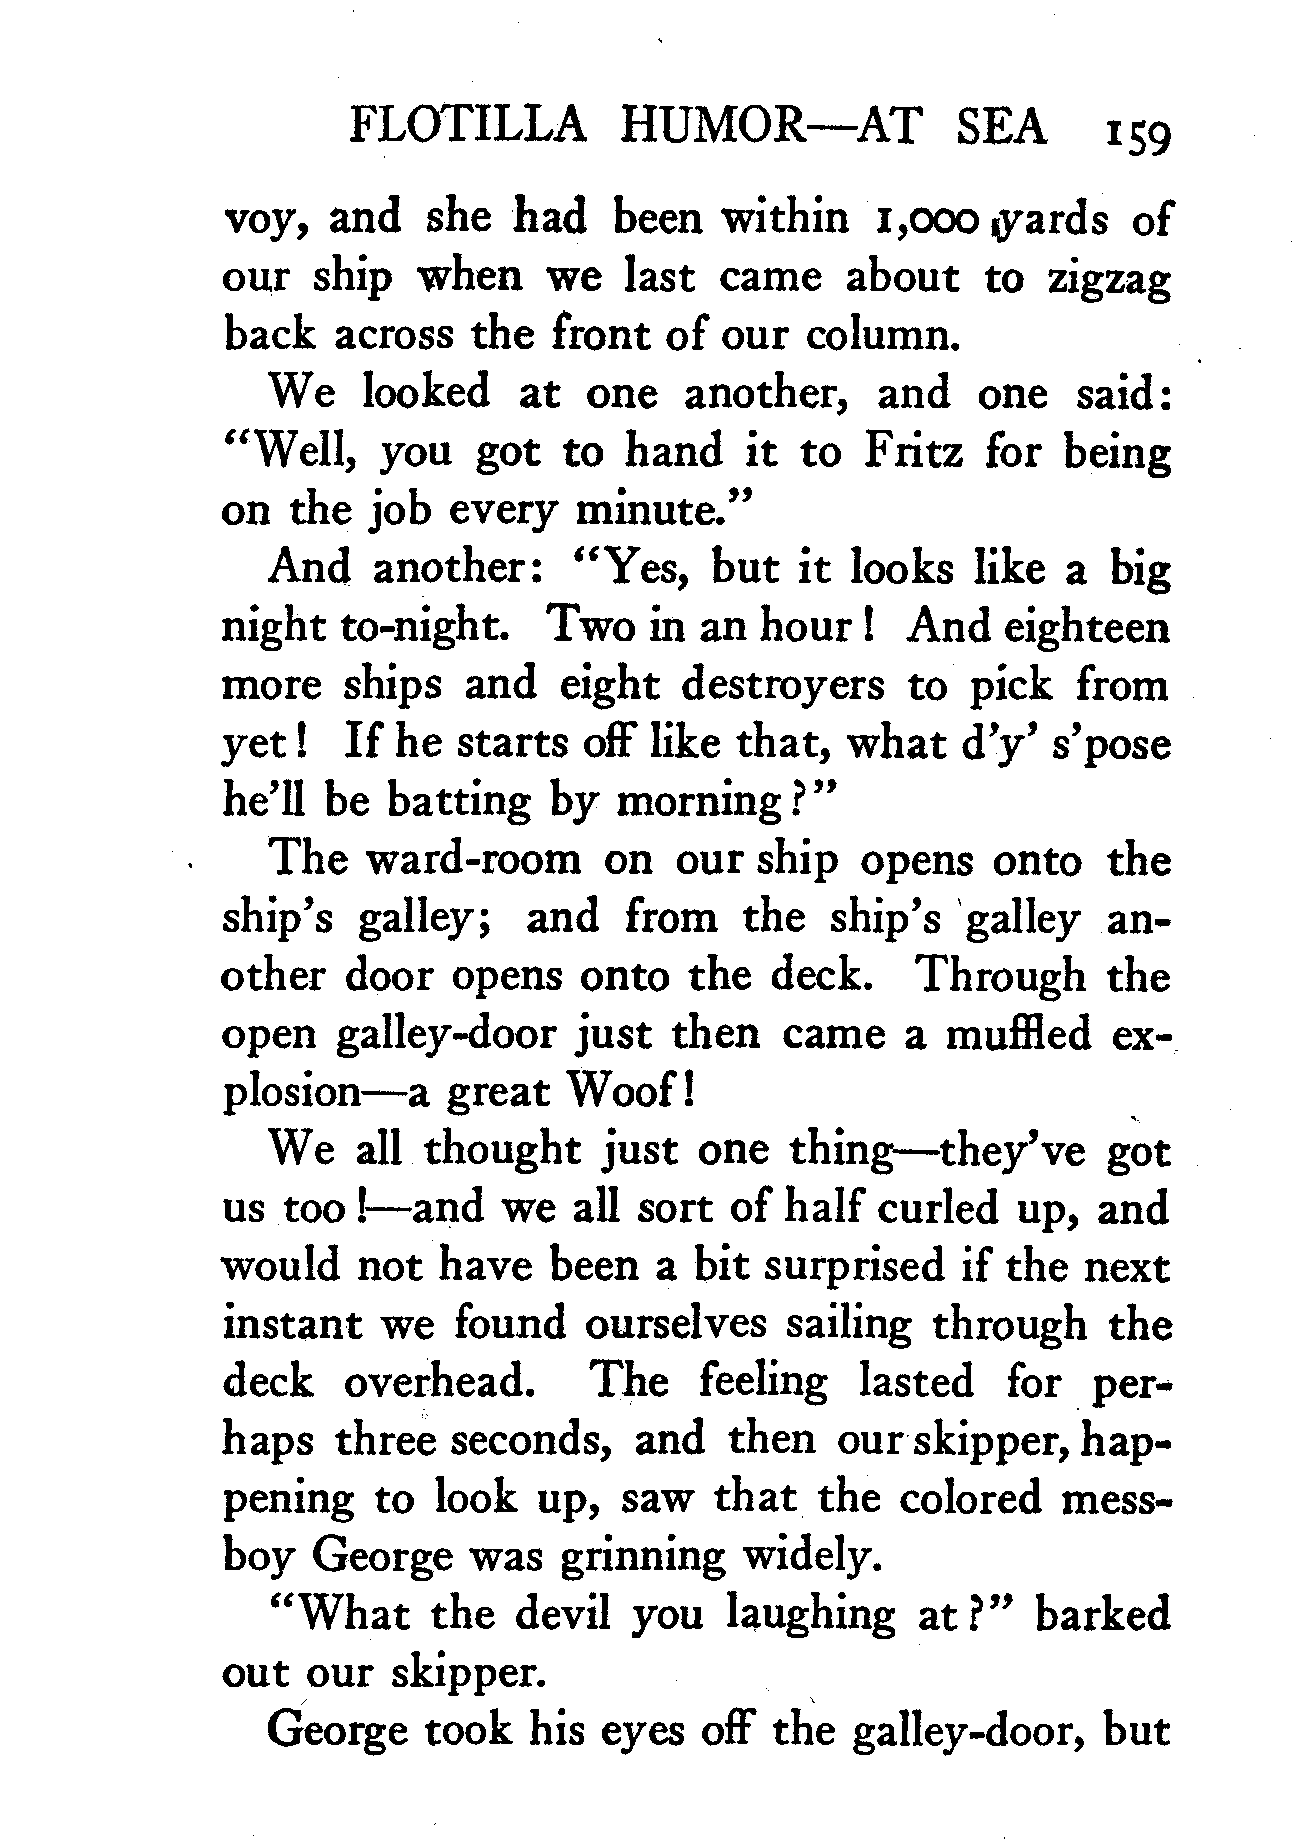 FLOTILLA HUMOR—AT SEA 159
voy, and she had been within 1,000 yards of
our ship when we last came about to zigzag
back across the front of our column.
We looked at one another, and one said:
“Well, you got to hand it to Fritz for being
on the job every minute.”
And another: “Yes, but it looks like a big
night to-night. Two in an hour! And eighteen
more ships and eight destroyers to pick from
yet! If he starts off like that, what d’y’ s’pose
he’ll be batting by morning?”
The ward-room on our ship opens onto the
ship’s galley; and from the ship’s galley an-
other door opens onto the deck. Through the
open galley-door just then came a muffled ex-
plosion—a great Woof!
We all thought just one thing—they’ve got
us too!—and we all sort of half curled up, and
would not have been a bit surprised if the next
instant we found ourselves sailing through the
deck overhead. The feeling lasted for per-
haps three seconds, and then our skipper, hap-
pening to look up, saw that the colored mess-
boy George was grinning widely.
“What the devil you laughing at?” barked
out our skipper.
George took his eyes off the galley-door, but